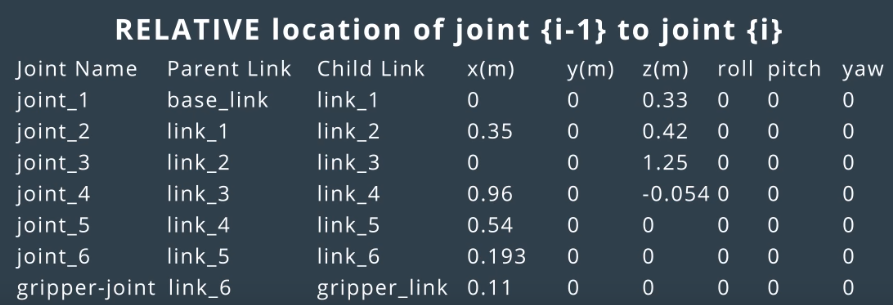 RELATIVE location of joint {i-1} to joint {i}
Joint Name Parent Link Child Link x(m) y(m) z(m) roll pitch yaw
joint_1 base_link link_1 0 0 0.33 0 0 0
joint_2 link_1 link_2 0.35 0 0.42 0 0 0
joint_3 link_2 link_3 0 0 1.25 0 0 0
joint_4 link_3 link_4 0.96 0 -0.054 0 0 0
joint_5 link_4 link_5 0.54 0 0 0 0 0
joint_6 link_5 link_6 0.193 0 0 0 0 0
gripper-joint link_6 gripper_link 0.11 0 0 0 0 0